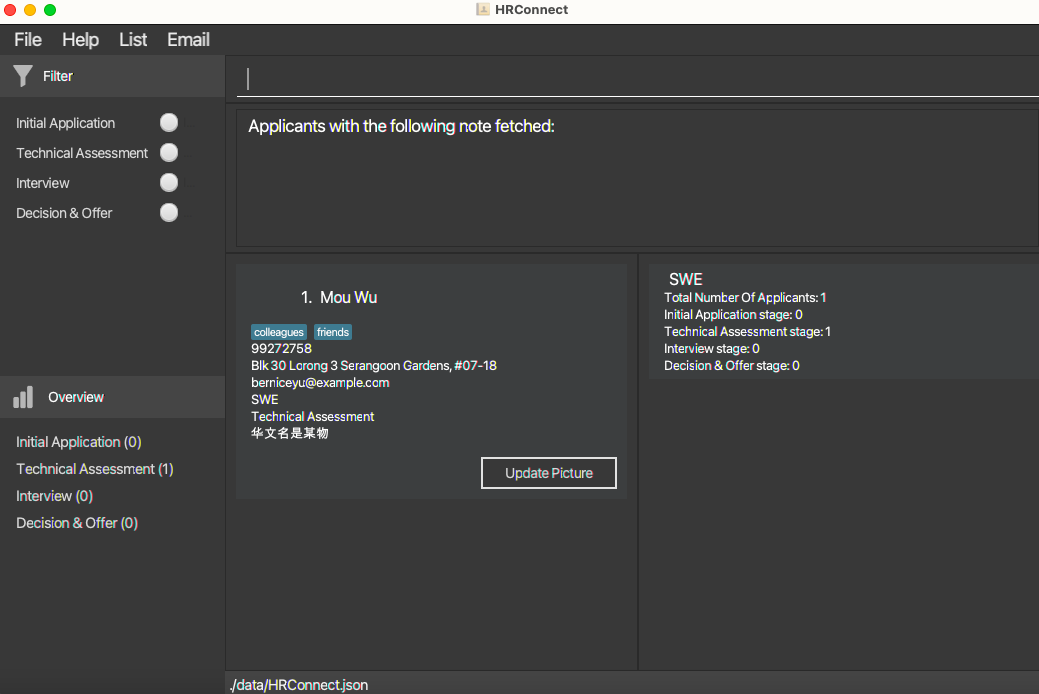 HRConnect
File Help List Email
Filter
Initial Application
Technical Assessment
Interview
Decision & Offer
Applicants with the following note fetched:
1. Mou Wu
colleagues friends
99272758
Blk 30 Lorong 3 Serangoon Gardens, #07-18
berniceyu@example.com
SWE
Technical Assessment
华文名是某物
Update Picture
SWE
Total Number Of Applicants: 1
Initial Application stage: 0
Technical Assessment stage: 1
Interview stage: 0
Decision & Offer stage: 0
Overview
Initial Application (0)
Technical Assessment (1)
Interview (0)
Decision & Offer (0)
./data/HRConnect.json